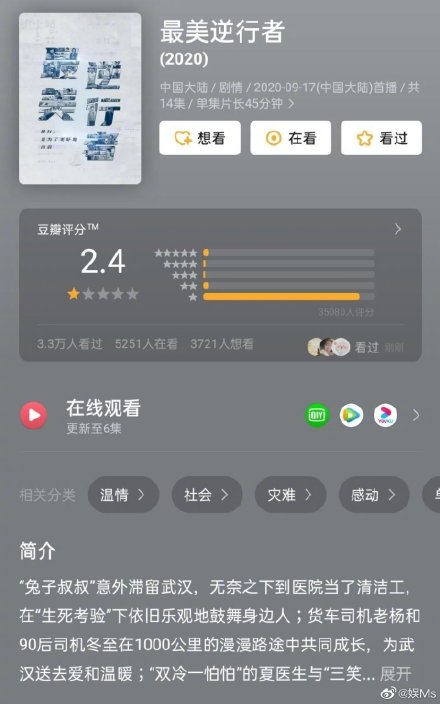 最美逆行者
(2020)
中国大陆 / 剧情 / 2020-09-17(中国大陆)首播 / 共
14集 / 单集片长45分钟 >
最美逆行者
想看
在看
看过
豆瓣评分™
2.4
35080人评分
3.3万人看过 5251人在看 3721人想看
看过 刚刚
在线观看
更新至6集
iQIYI
YOUKU
相关分类
温情 >
社会 >
灾难 >
感动 >
简介
“兔子叔叔”意外滞留武汉，无奈之下到医院当了清洁工，
在“生死考验”下依旧乐观地鼓舞身边人；货车司机老杨和
90后司机冬至在1000公里的漫漫路途中共同成长，为武
汉送去爱和温暖；“双冷一怕怕”的夏医生与“三笑... 展开
@娱Ms